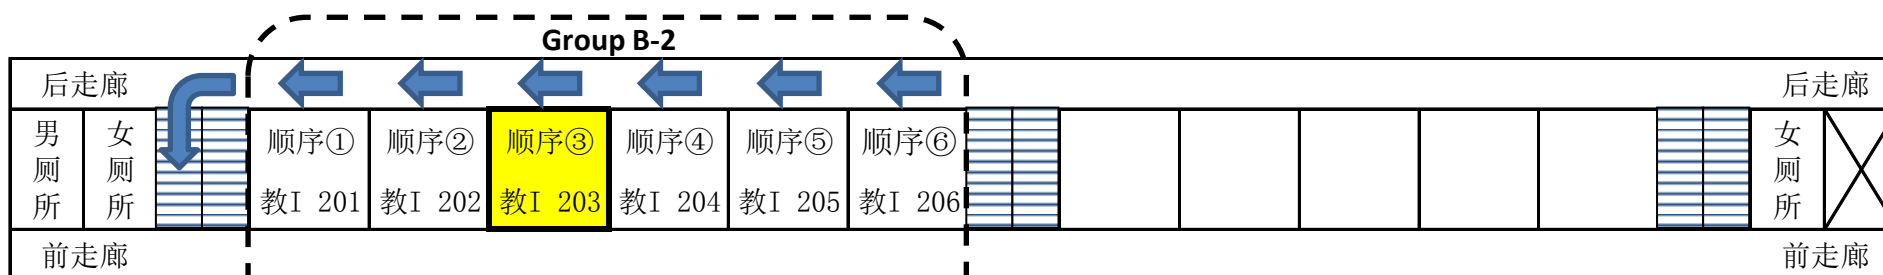 Group B-2
后走廊
后走廊
男厕所
女厕所
顺序①
教I 201
顺序②
教I 202
顺序③
教I 203
顺序④
教I 204
顺序⑤
教I 205
顺序⑥
教I 206
女厕所
前走廊
前走廊